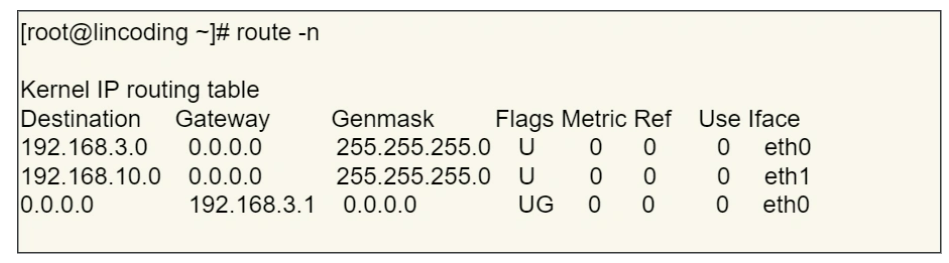 [root@lincoding ~]# route -n
Kernel IP routing table
Destination Gateway Genmask Flags Metric Ref Use Iface
192.168.3.0 0.0.0.0 255.255.255.0 U 0 0 0 eth0
192.168.10.0 0.0.0.0 255.255.255.0 U 0 0 0 eth1
0.0.0.0 192.168.3.1 0.0.0.0 UG 0 0 0 eth0